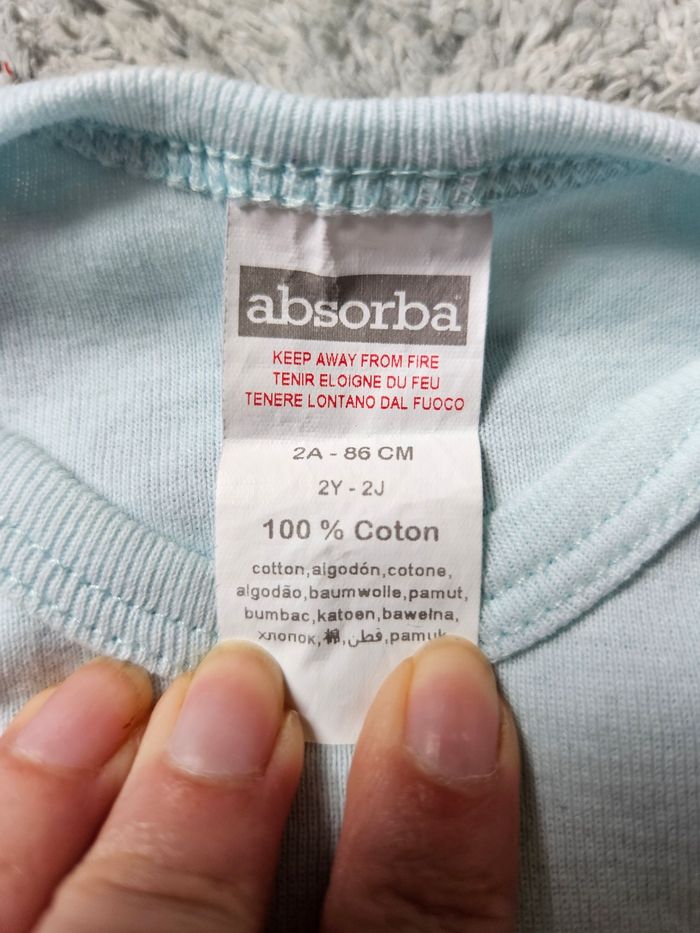 absorba
KEEP AWAY FROM FIRE
TENIR ELOIGNE DU FEU
TENERE LONTANO DAL FUOCO
2A - 86 CM
2Y - 2J
100 % Coton
cotton,algodón,cotone,
algodão,baumwolle,pamut,
bumbac,katoen,bawełna,
хлопок,棉,قطن,pamuk